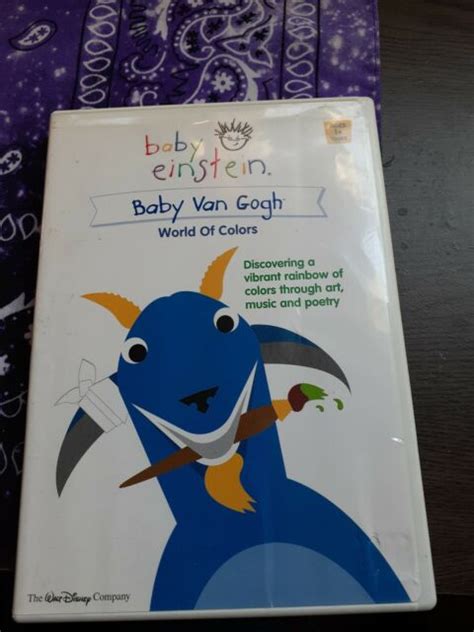 baby
einstein.
Baby Van Gogh
World Of Colors
Discovering a
vibrant rainbow of
colors through art,
music and poetry
The Walt Disney Company